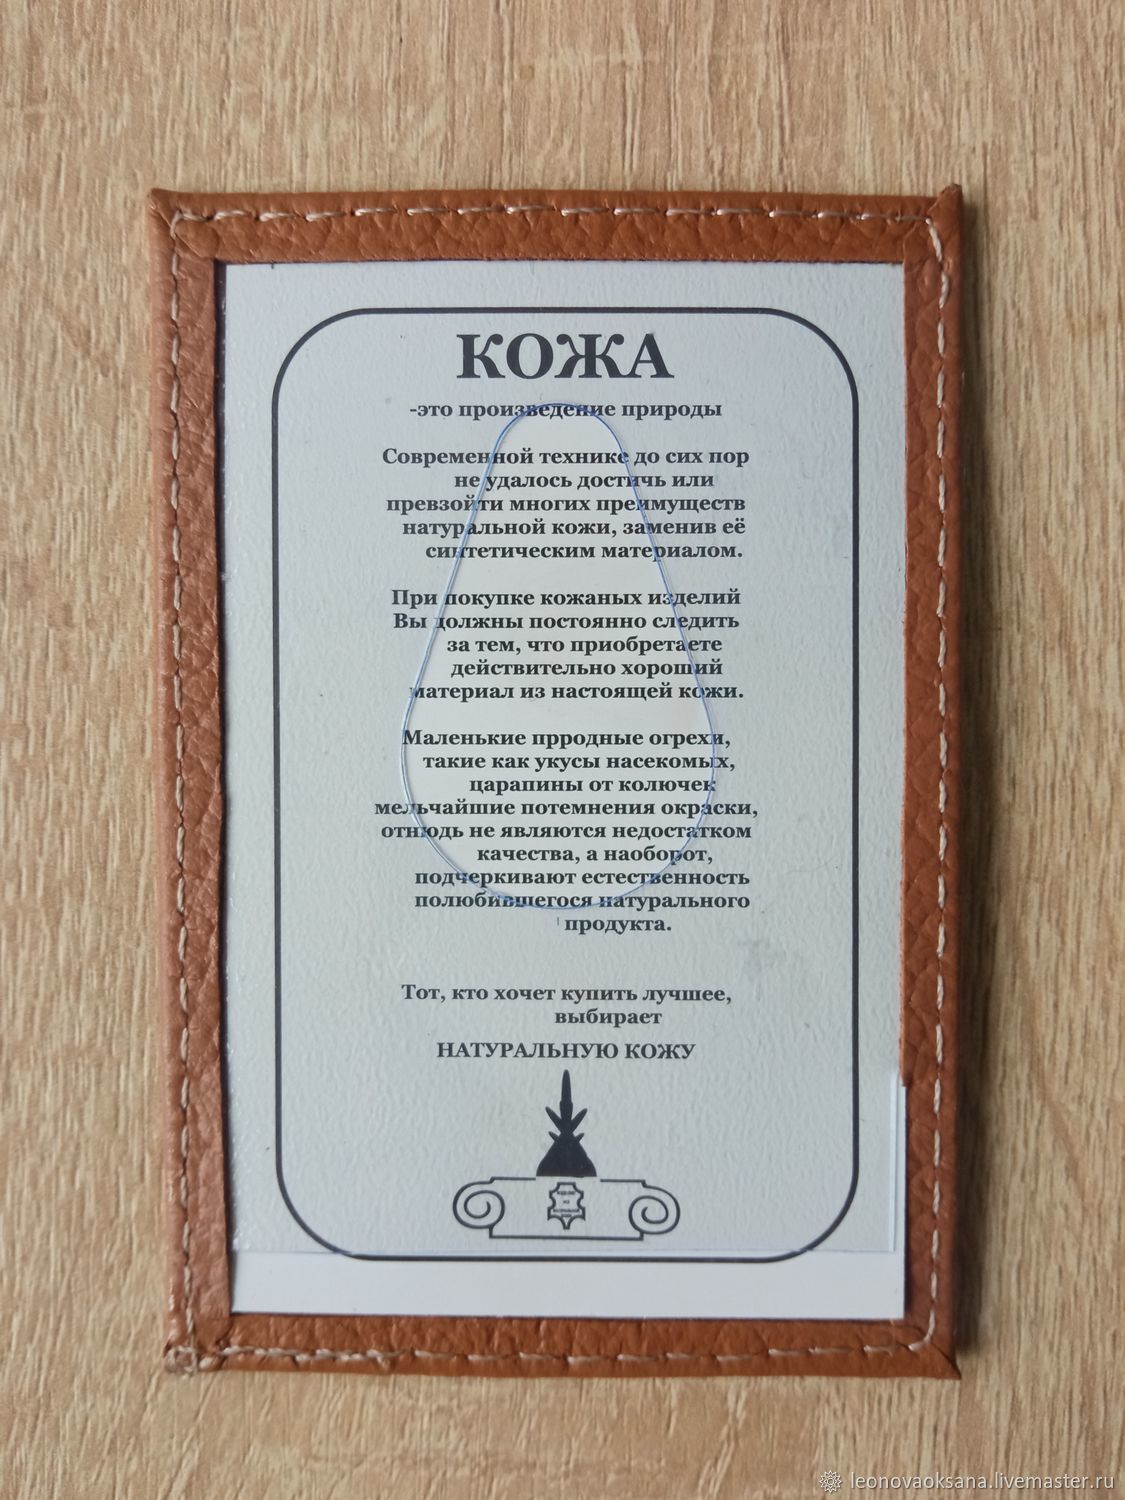 КОЖА
-это произведение природы
Современной технике до сих пор
не удалось достичь или
превзойти многих преимуществ
натуральной кожи, заменив её
синтетическим материалом.
При покупке кожаных изделий
Вы должны постоянно следить
за тем, что приобретаете
действительно хороший
материал из настоящей кожи.
Маленькие прродные огрехи,
такие как укусы насекомых,
царапины от колючек
мельчайшие потемнения окраски,
отнюдь не являются недостатком
качества, а наоборот,
подчеркивают естественность
полюбившегося натурального
продукта.
Тот, кто хочет купить лучшее,
выбирает
НАТУРАЛЬНУЮ КОЖУ
leonovaoksana.livemaster.ru